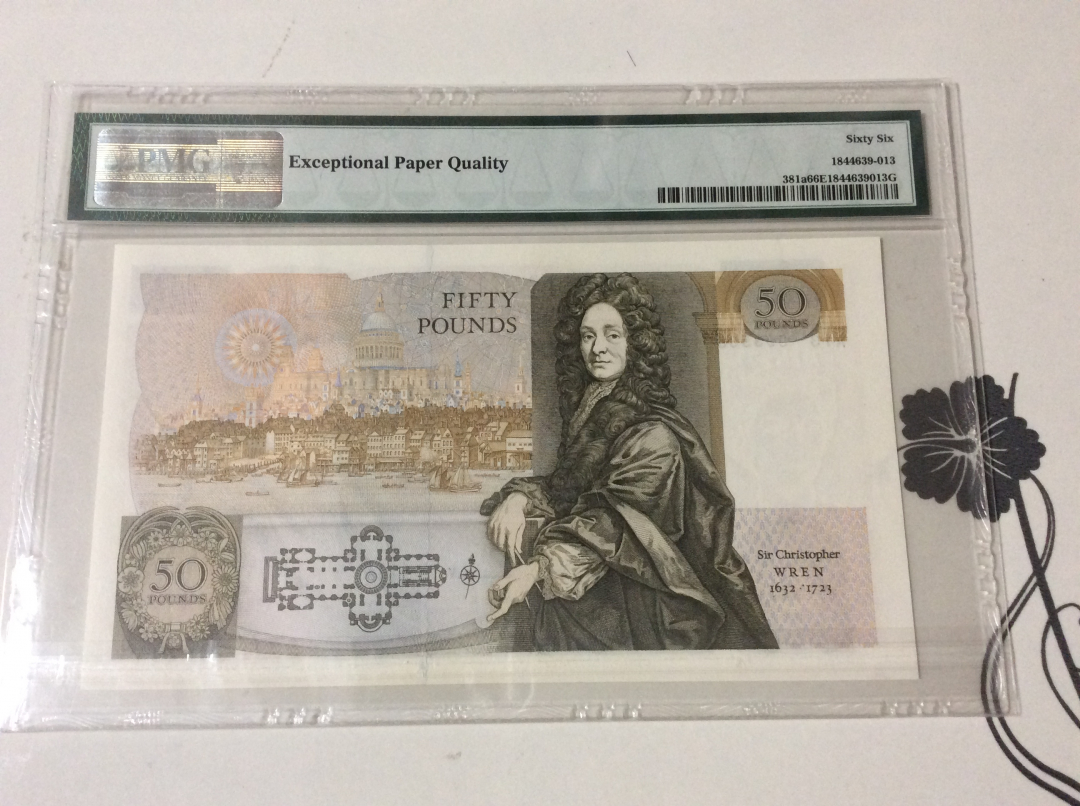 PMG
Exceptional Paper Quality
Sixty Six
1844639-013
381a66E1844639013G
FIFTY
POUNDS
50
POUNDS
50
POUNDS
Sir Christopher
WREN
1632 · 1723